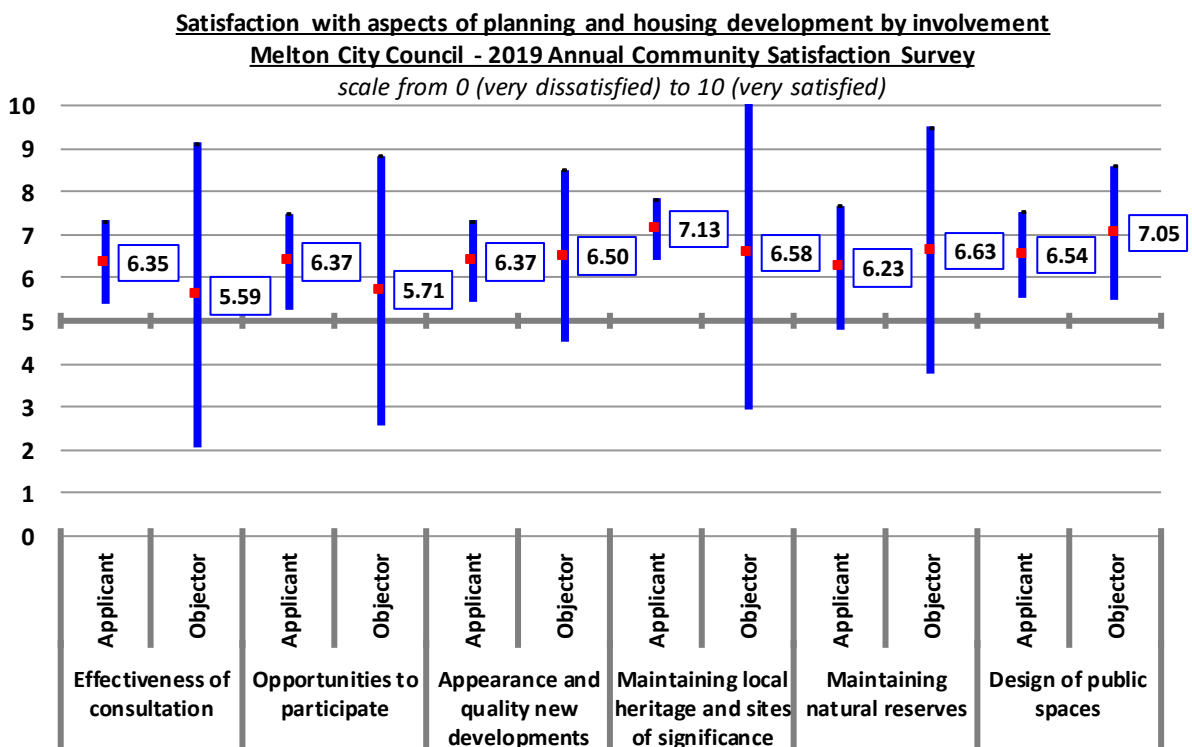 Satisfaction with aspects of planning and housing development by involvement
Melton City Council - 2019 Annual Community Satisfaction Survey
scale from 0 (very dissatisfied) to 10 (very satisfied)
10
9
8
7
6
5
4
3
2
1
0
6.35
5.59
6.37
5.71
6.37
6.50
7.13
6.58
6.23
6.63
6.54
7.05
Applicant
Objector
Applicant
Objector
Applicant
Objector
Applicant
Objector
Applicant
Objector
Applicant
Objector
Effectiveness of
consultation
Opportunities to
participate
Appearance and
quality new
developments
Maintaining local
heritage and sites
of significance
Maintaining
natural reserves
Design of public
spaces